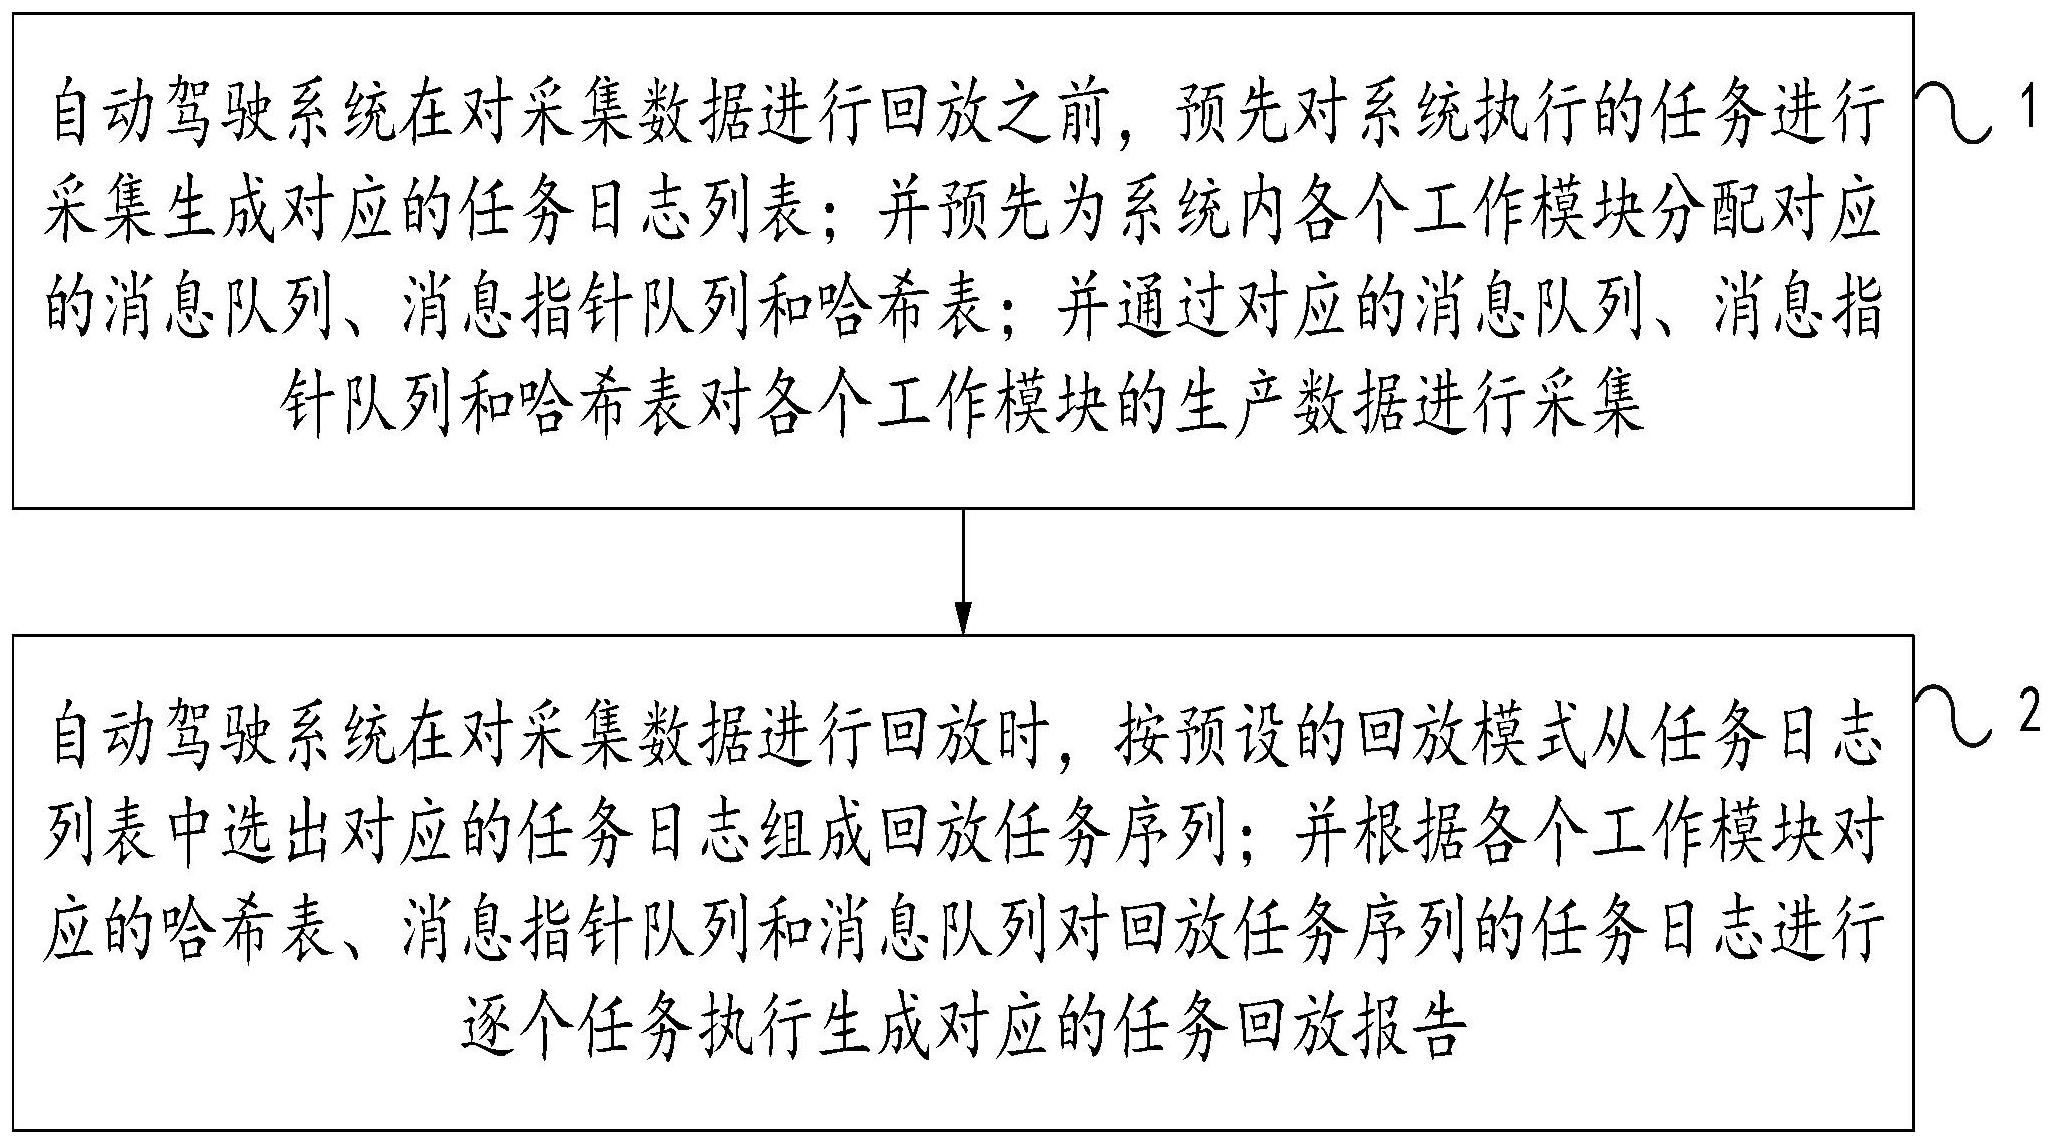 自动驾驶系统在对采集数据进行回放之前，预先对系统执行的任务进行
采集生成对应的任务日志列表；并预先为系统内各个工作模块分配对应
的消息队列、消息指针队列和哈希表；并通过对应的消息队列、消息指
针队列和哈希表对各个工作模块的生产数据进行采集
1
自动驾驶系统在对采集数据进行回放时，按预设的回放模式从任务日志
列表中选出对应的任务日志组成回放任务序列；并根据各个工作模块对
应的哈希表、消息指针队列和消息队列对回放任务序列的任务日志进行
逐个任务执行生成对应的任务回放报告
2